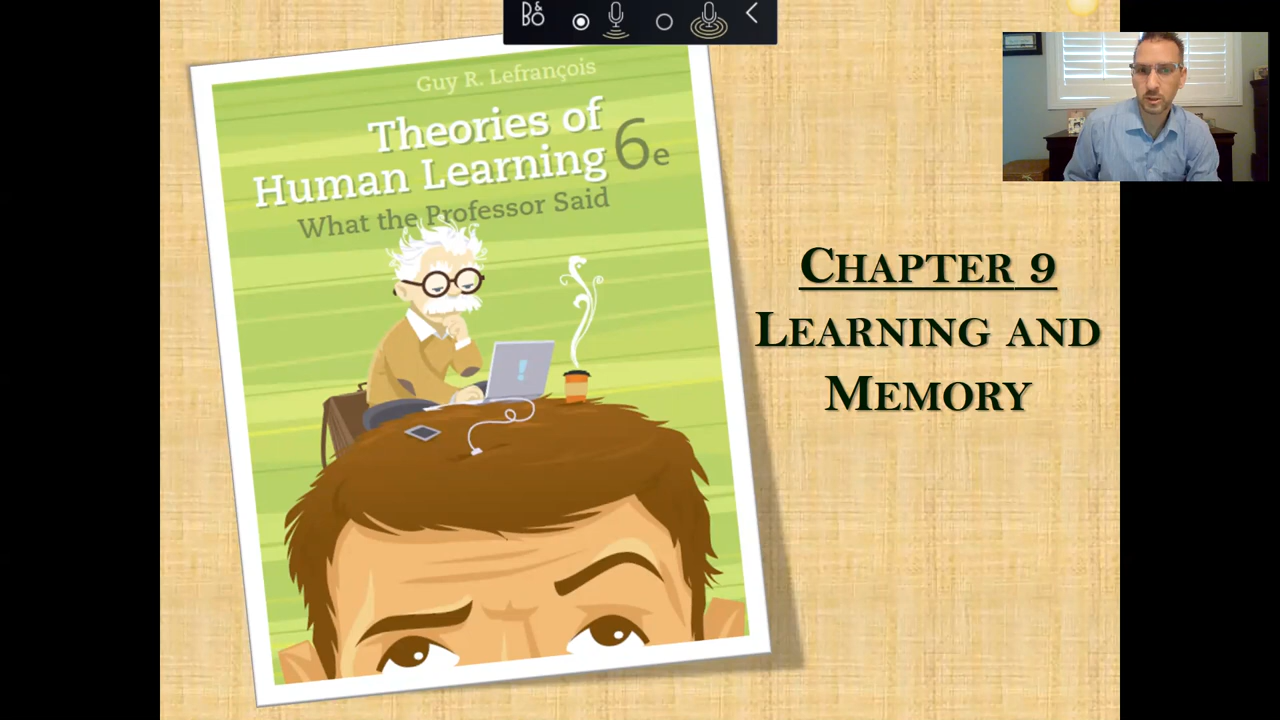 B&O
Guy R. Lefrançois
Theories of
Human Learning 6e
What the Professor Said
!
CHAPTER 9
LEARNING AND
MEMORY